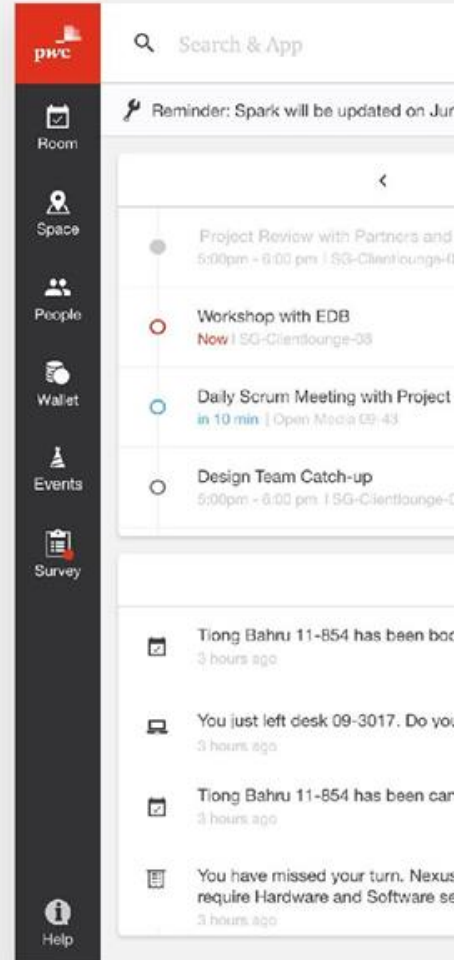 pwc
Search & App
Room
Reminder: Spark will be updated on Jun
Space
People
Wallet
Events
Survey
Help
<
Project Review with Partners and
5:00pm - 6:00 pm | SG-Clientlounge-
Workshop with EDB
Now | SG-Clientlounge-08
Daily Scrum Meeting with Project
in 10 min | Open Media 09-43
Design Team Catch-up
5:00pm - 6:00 pm | SG-Clientlounge-
Tiong Bahru 11-854 has been boo
3 hours ago
You just left desk 09-3017. Do you
3 hours ago
Tiong Bahru 11-854 has been can
3 hours ago
You have missed your turn. Nexus
require Hardware and Software se
3 hours ago